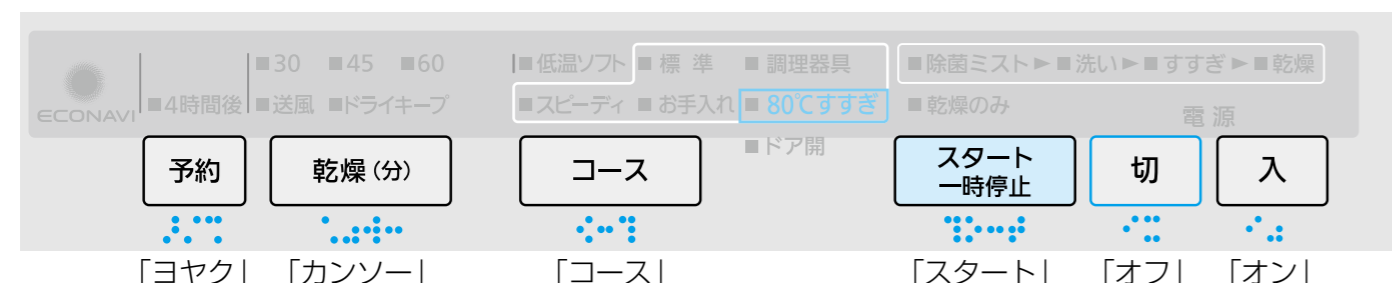 ■30 ■45 ■60 ■低温ソフト ■標 準 ■調理器具 ■除菌ミスト▶■洗い▶■すすぎ▶■乾燥
ECONAVI ■4時間後 ■送風 ■ドライキープ ■スピーディ ■お手入れ ■80℃すすぎ ■乾燥のみ
電 源
■ドア開
予約 乾燥(分) コース スタート 一時停止 切 入
⠜⠌⠩ ⠡⠴⠺⠒ ⠪⠒⠹ ⠹⠕⠒⠞ ⠊⠭ ⠊⠴
「ヨヤク」 「カンソー」 「コース」 「スタート」 「オフ」 「オン」